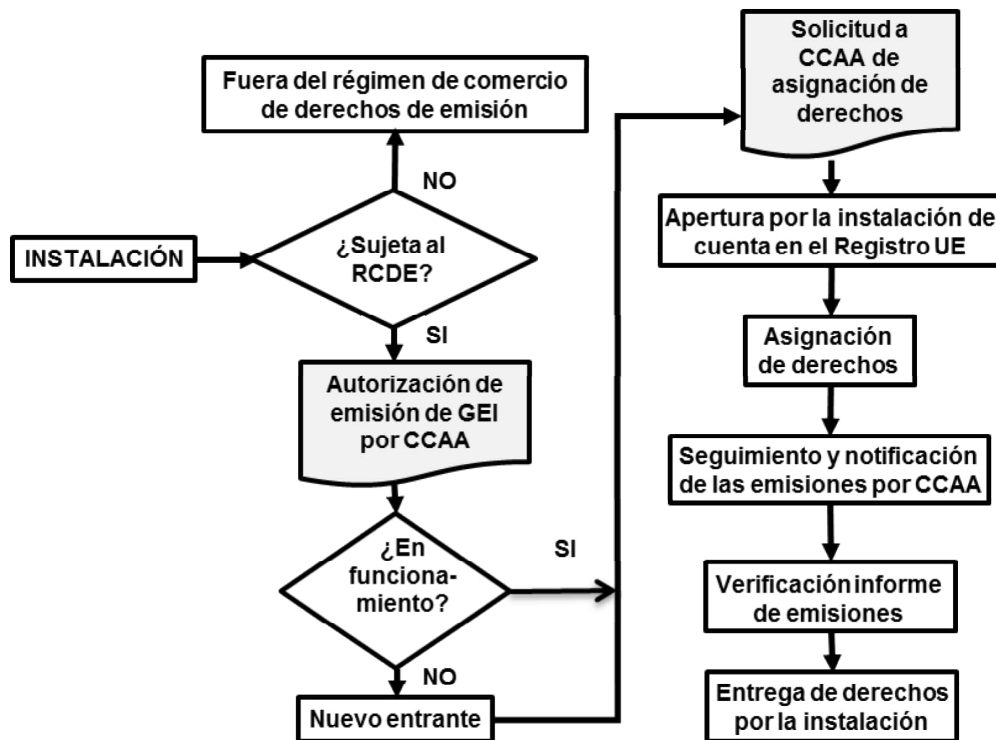 Fuera del régimen de comercio
de derechos de emisión
NO
INSTALACIÓN
¿Sujeta al
RCDE?
SI
Autorización de
emisión de GEI
por CCAA
¿En
funciona-
miento?
SI
NO
Nuevo entrante
Solicitud a
CCAA de
asignación de
derechos
Apertura por la instalación de
cuenta en el Registro UE
Asignación
de derechos
Seguimiento y notificación
de las emisiones por CCAA
Verificación informe
de emisiones
Entrega de derechos
por la instalación